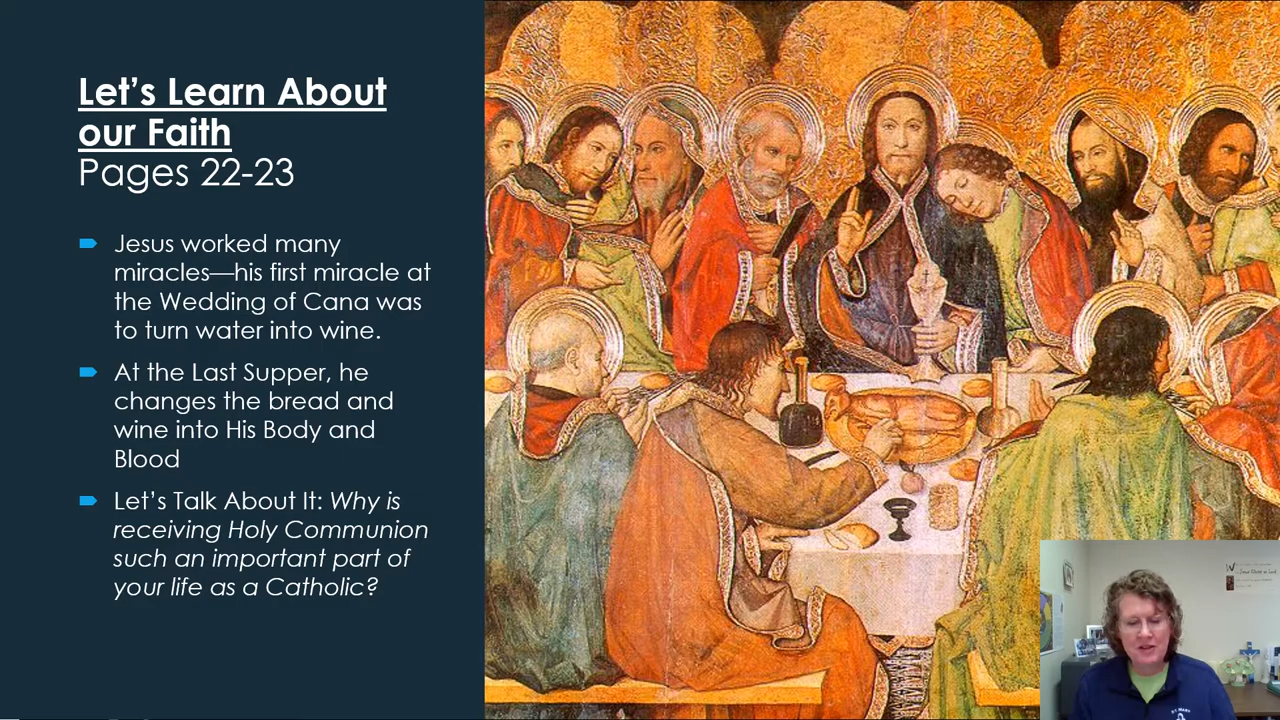 Let's Learn About
our Faith
Pages 22-23
Jesus worked many
miracles—his first miracle at
the Wedding of Cana was
to turn water into wine.
At the Last Supper, he
changes the bread and
wine into His Body and
Blood
Let's Talk About It: Why is
receiving Holy Communion
such an important part of
your life as a Catholic?